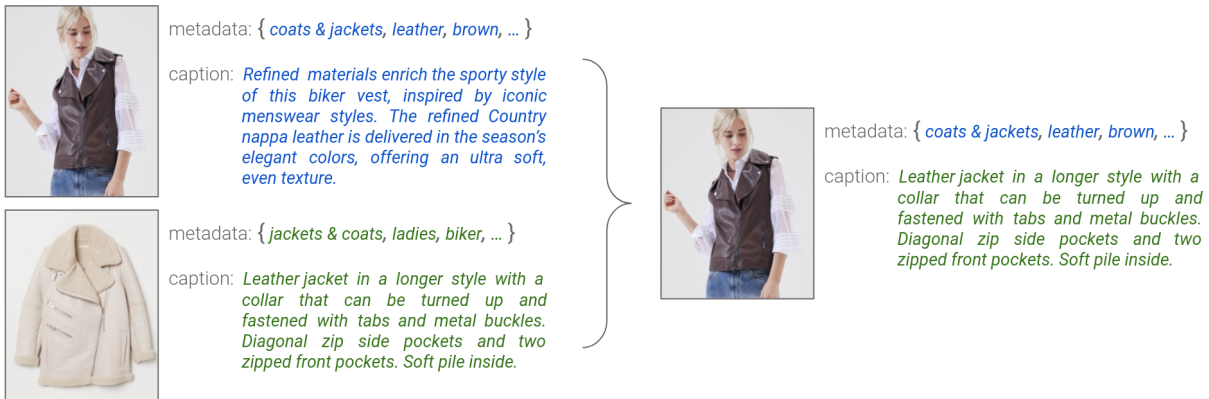 metadata: { coats & jackets, leather, brown, ... }
caption: Refined materials enrich the sporty style
of this biker vest, inspired by iconic
menswear styles. The refined Country
nappa leather is delivered in the season's
elegant colors, offering an ultra soft,
even texture.
metadata: { jackets & coats, ladies, biker, ... }
caption: Leather jacket in a longer style with a
collar that can be turned up and
fastened with tabs and metal buckles.
Diagonal zip side pockets and two
zipped front pockets. Soft pile inside.
metadata: { coats & jackets, leather, brown, ... }
caption: Leather jacket in a longer style with a
collar that can be turned up and
fastened with tabs and metal buckles.
Diagonal zip side pockets and two
zipped front pockets. Soft pile inside.